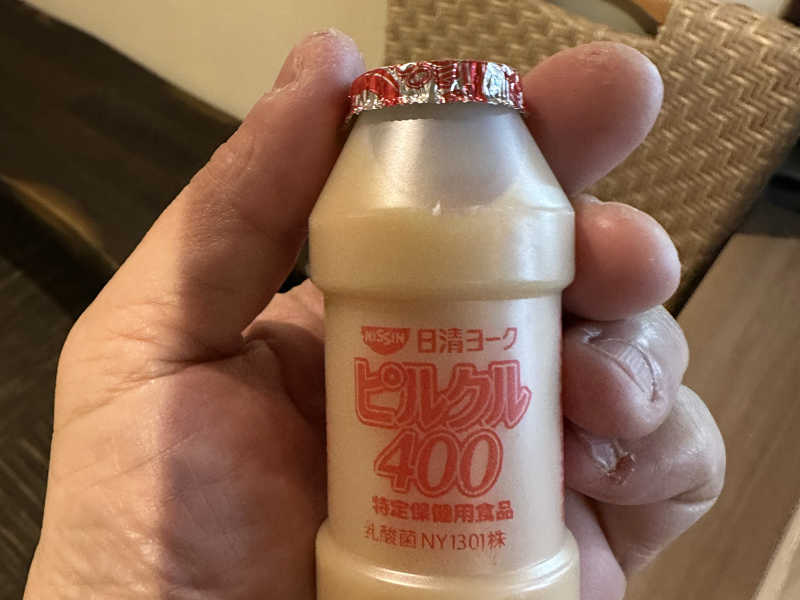 NISSIN 日清ヨーク
ピルクル
400
特定保健用食品
乳酸菌NY1301株